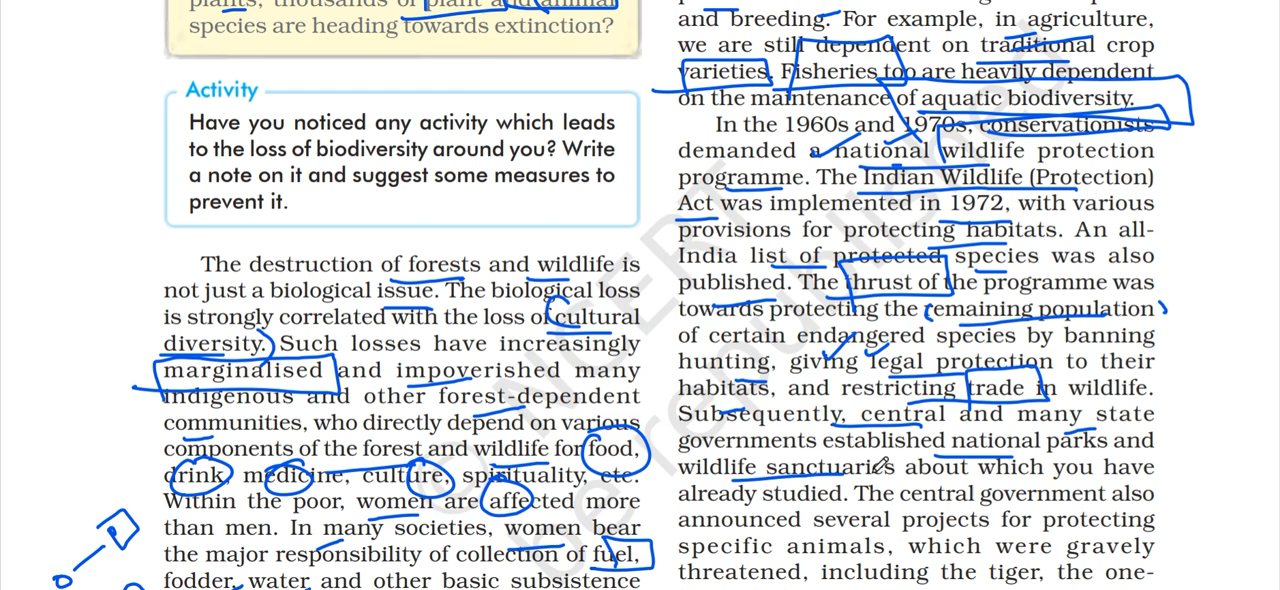 plants, thousands of plant and animal
species are heading towards extinction?
Activity
Have you noticed any activity which leads
to the loss of biodiversity around you? Write
a note on it and suggest some measures to
prevent it.
The destruction of forests and wildlife is
not just a biological issue. The biological loss
is strongly correlated with the loss of cultural
diversity. Such losses have increasingly
marginalised and impoverished many
indigenous and other forest-dependent
communities, who directly depend on various
components of the forest and wildlife for food,
drink, medicine, culture, spirituality, etc.
Within the poor, women are affected more
than men. In many societies, women bear
the major responsibility of collection of fuel,
fodder, water and other basic subsistence
and breeding. For example, in agriculture,
we are still dependent on traditional crop
varieties. Fisheries too are heavily dependent
on the maintenance of aquatic biodiversity.
In the 1960s and 1970s, conservationists
demanded a national wildlife protection
programme. The Indian Wildlife (Protection)
Act was implemented in 1972, with various
provisions for protecting habitats. An all-
India list of protected species was also
published. The thrust of the programme was
towards protecting the remaining population
of certain endangered species by banning
hunting, giving legal protection to their
habitats, and restricting trade in wildlife.
Subsequently, central and many state
governments established national parks and
wildlife sanctuaries about which you have
already studied. The central government also
announced several projects for protecting
specific animals, which were gravely
threatened, including the tiger, the one-
© NCERT
be republished